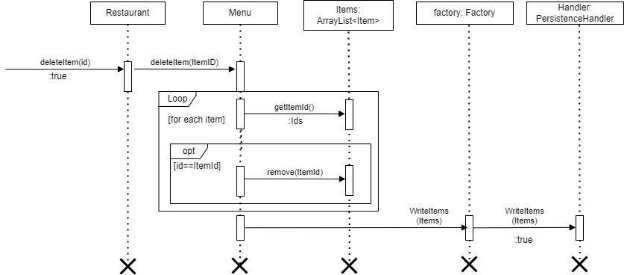 Restaurant
Menu
Items:
ArrayList<Item>
factory: Factory
Handler:
PersistenceHandler
deleteItem(id)
:true
deleteItem(ItemID)
Loop
[for each item]
getItemId()
:Ids
opt
[id==ItemId]
remove(ItemId)
WriteItems
(Items)
WriteItems
(Items)
:true